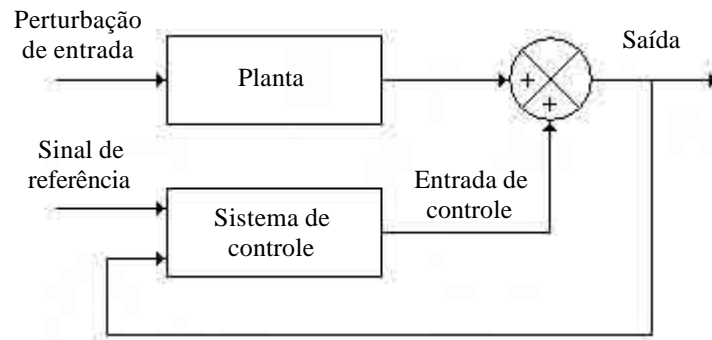 Perturbação
de entrada
Planta
+
+
Saída
Sinal de
referência
Sistema de
controle
Entrada de
controle